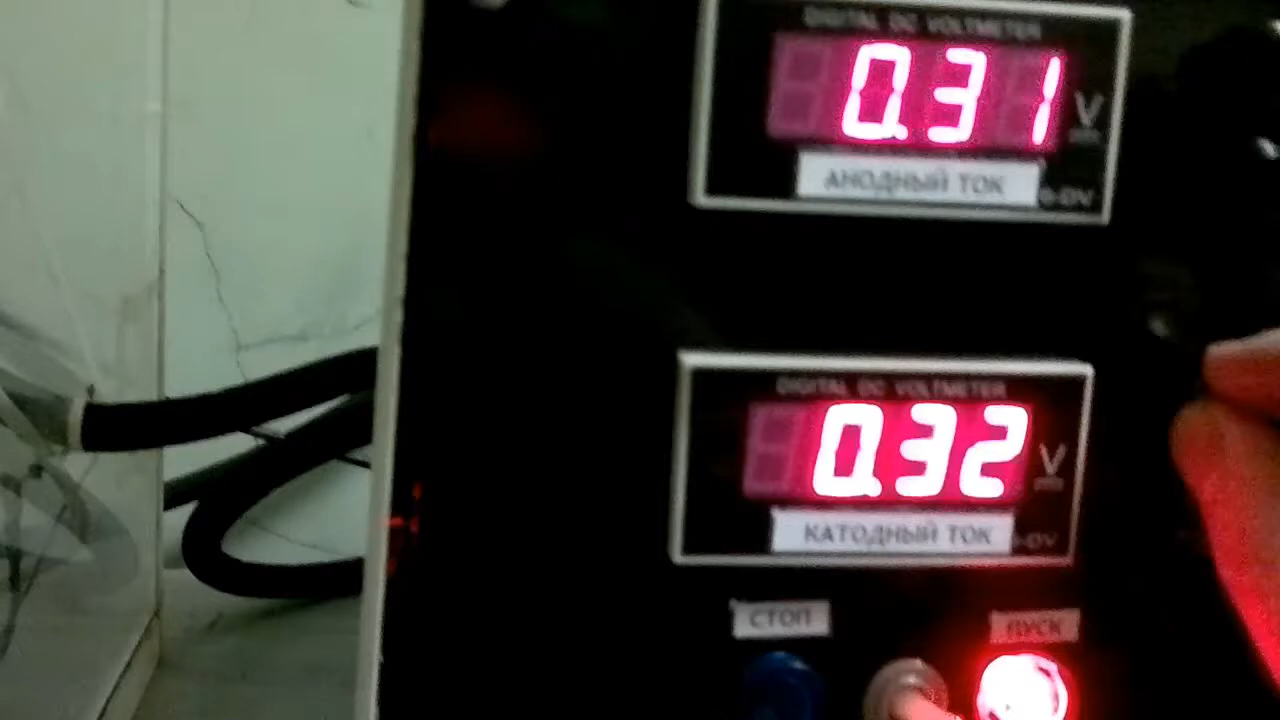 DIGITAL DC VOLTMETER
0.31 V
АНОДНЫЙ ТОК
DIGITAL DC VOLTMETER
0.32 V
КАТОДНЫЙ ТОК
СТОП
ПУСК